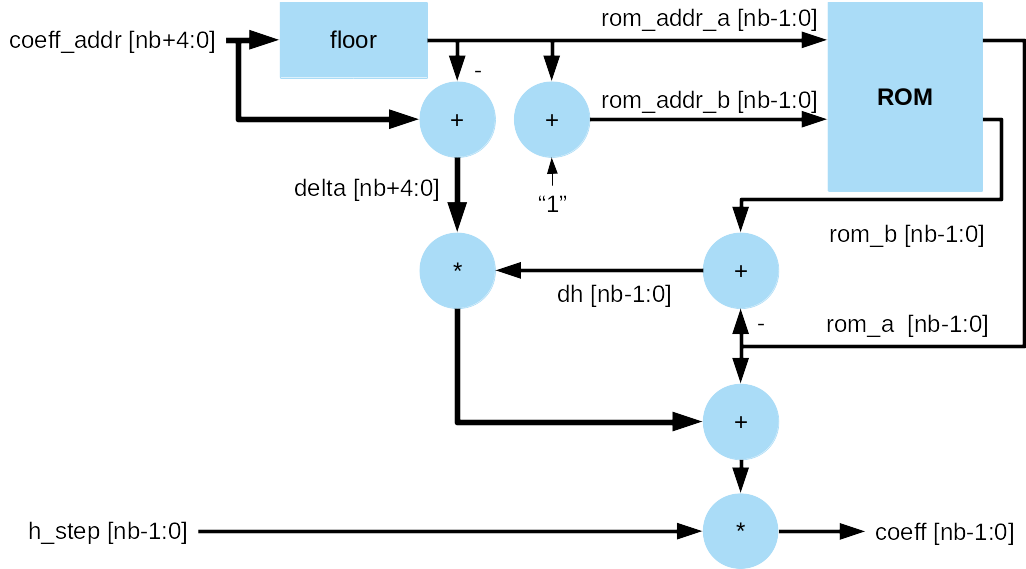 coeff_addr [nb+4:0]
floor
rom_addr_a [nb-1:0]
ROM
-
+
+
rom_addr_b [nb-1:0]
delta [nb+4:0]
“1”
rom_b [nb-1:0]
*
+
dh [nb-1:0]
-
rom_a [nb-1:0]
+
h_step [nb-1:0]
*
coeff [nb-1:0]